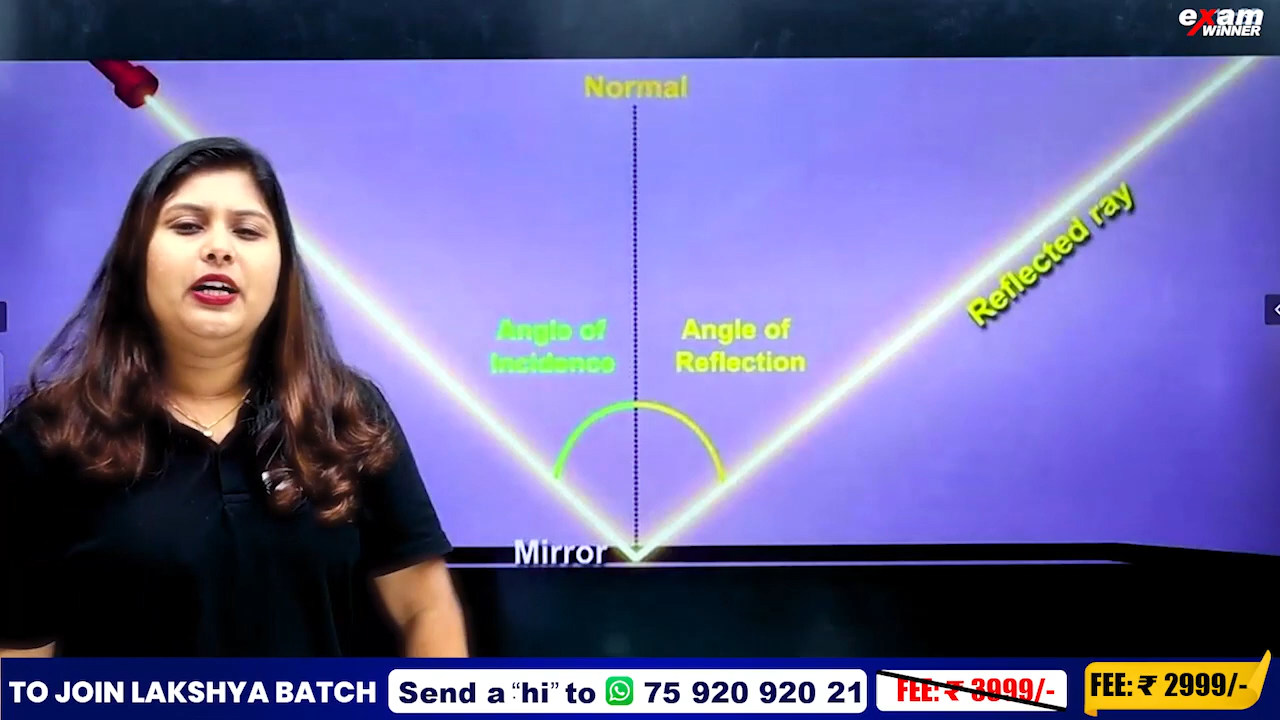 exam
WINNER
Normal
Reflected ray
Angle of
Incidence
Angle of
Reflection
Mirror
TO JOIN LAKSHYA BATCH
Send a “hi” to 75 920 920 21
FEE: ₹ 3999/-
FEE: ₹ 2999/-